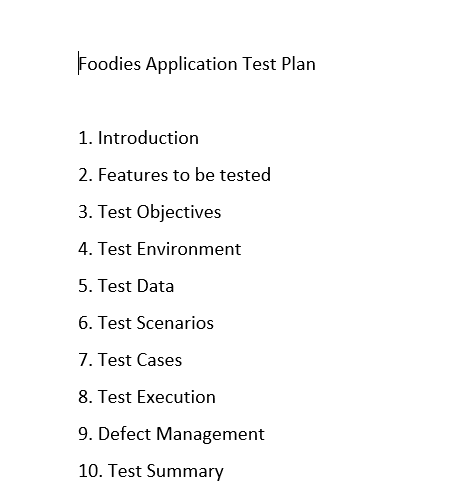 Foodies Application Test Plan
1. Introduction
2. Features to be tested
3. Test Objectives
4. Test Environment
5. Test Data
6. Test Scenarios
7. Test Cases
8. Test Execution
9. Defect Management
10. Test Summary